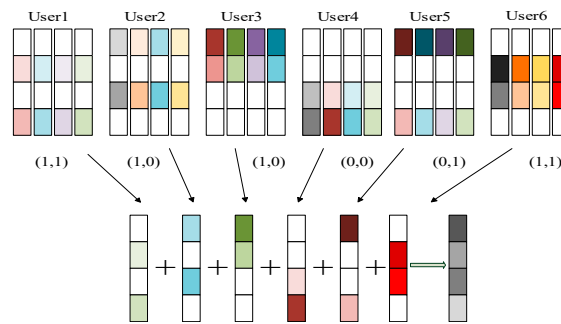 User1 User2 User3 User4 User5 User6
(1,1) (1,0) (1,0) (0,0) (0,1) (1,1)
+ + + + +